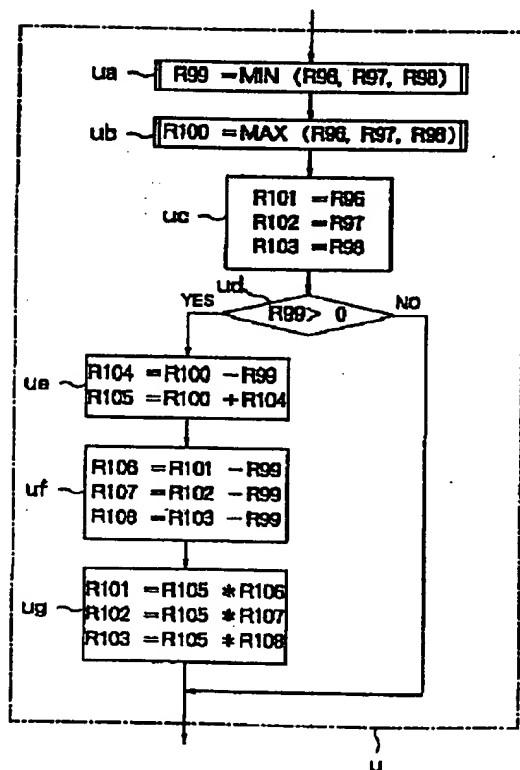 ua R99 =MIN (R96, R97, R98)
ub R100 =MAX (R96, R97, R98)
uc
R101 =R96
R102 =R97
R103 =R98
ud
YES R99> 0 NO
ue
R104 =R100 -R99
R105 =R100 +R104
uf
R106 =R101 -R99
R107 =R102 -R99
R108 =R103 -R99
ug
R101 =R105 *R106
R102 =R105 *R107
R103 =R105 *R108
u